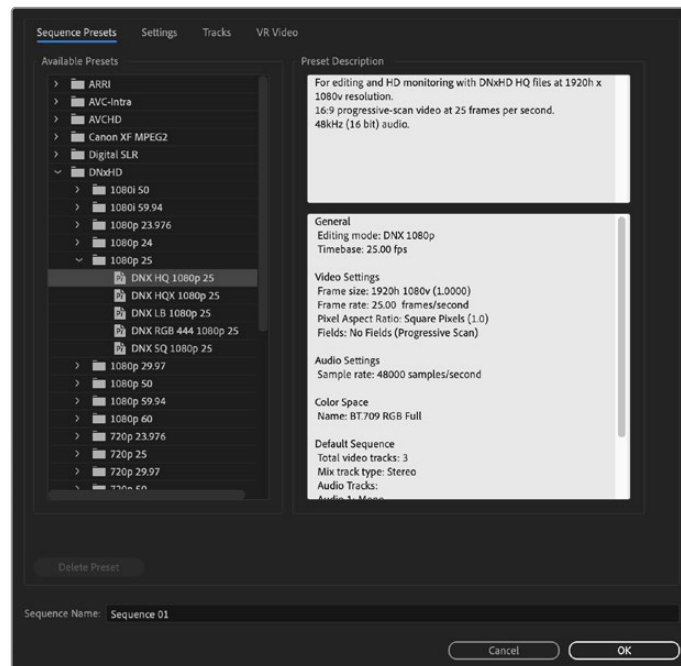 Sequence Presets Settings Tracks VR Video
Available Presets
ARRI
AVC-Intra
AVCHD
Canon XF MPEG2
Digital SLR
DNxHD
1080i 50
1080i 59.94
1080p 23.976
1080p 24
1080p 25
DNX HQ 1080p 25
DNX HQX 1080p 25
DNX LB 1080p 25
DNX RGB 444 1080p 25
DNX SQ 1080p 25
1080p 29.97
1080p 50
1080p 59.94
1080p 60
720p 23.976
720p 25
720p 29.97
720p 50
Preset Description
For editing and HD monitoring with DNxHD HQ files at 1920h x
1080v resolution.
16:9 progressive-scan video at 25 frames per second.
48kHz (16 bit) audio.
General
Editing mode: DNX 1080p
Timebase: 25.00 fps
Video Settings
Frame size: 1920h 1080v (1.0000)
Frame rate: 25.00 frames/second
Pixel Aspect Ratio: Square Pixels (1.0)
Fields: No Fields (Progressive Scan)
Audio Settings
Sample rate: 48000 samples/second
Color Space
Name: BT.709 RGB Full
Default Sequence
Total video tracks: 3
Mix track type: Stereo
Audio Tracks:
Audio 1: Mono
Delete Preset
Sequence Name: Sequence 01
Cancel OK